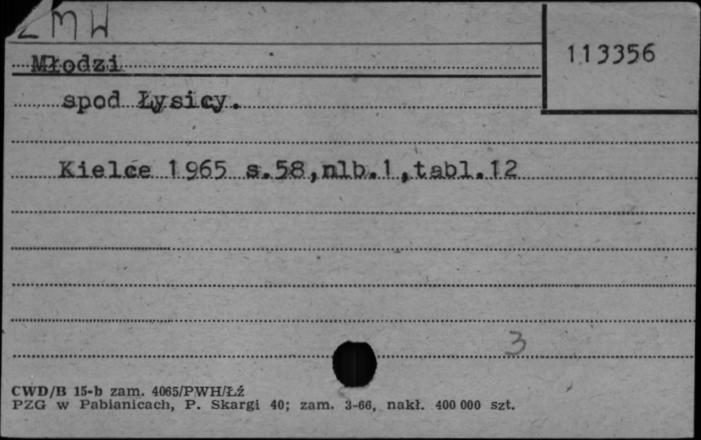 ZMW
113356
Młodzi
spod Łysicy.
Kielce 1965 s.58,nlb.1,tabl.12
3
CWD/B 15-b zam. 4065/PWH/Łź
PZG w Pabianicach, P. Skargi 40; zam. 3-66, nakł. 400 000 szt.